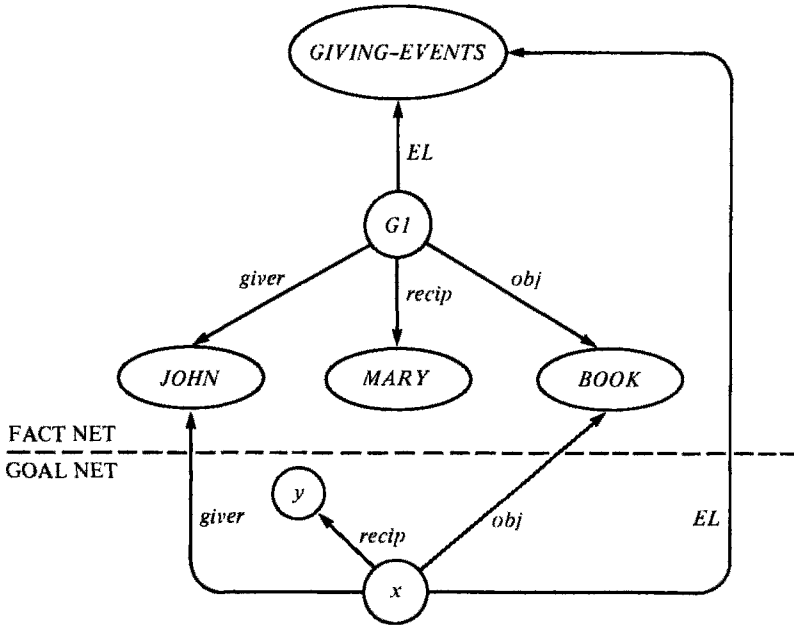 GIVING-EVENTS
EL
G1
giver
recip
obj
JOHN
MARY
BOOK
FACT NET
GOAL NET
y
giver
recip
obj
EL
x